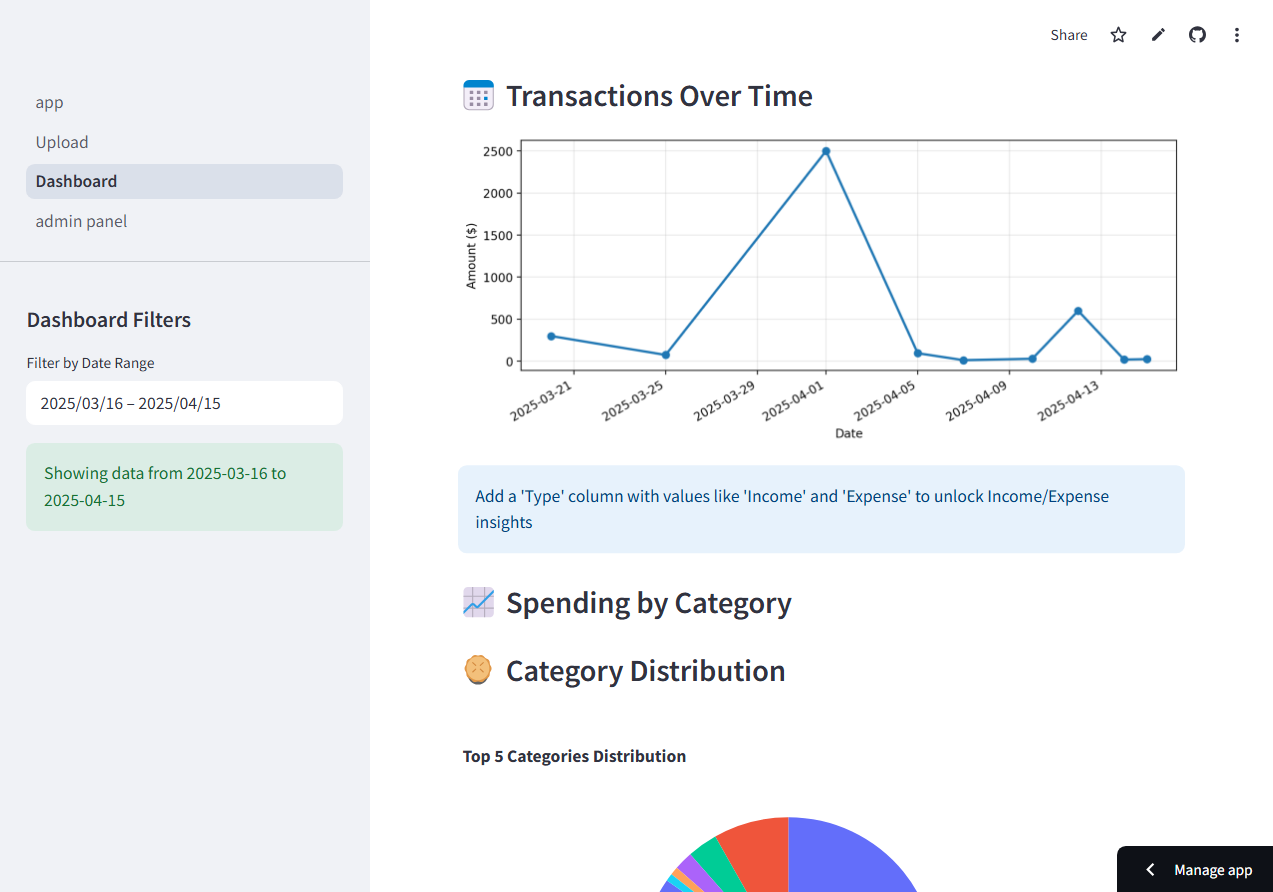 Share
app
Upload
Dashboard
admin panel
Dashboard Filters
Filter by Date Range
2025/03/16 – 2025/04/15
Showing data from 2025-03-16 to
2025-04-15
Transactions Over Time
2500
2000
1500
1000
500
0
Amount ($)
2025-03-21
2025-03-25
2025-03-29
2025-04-01
2025-04-05
2025-04-09
2025-04-13
Date
Add a 'Type' column with values like 'Income' and 'Expense' to unlock Income/Expense
insights
Spending by Category
Category Distribution
Top 5 Categories Distribution
Manage app